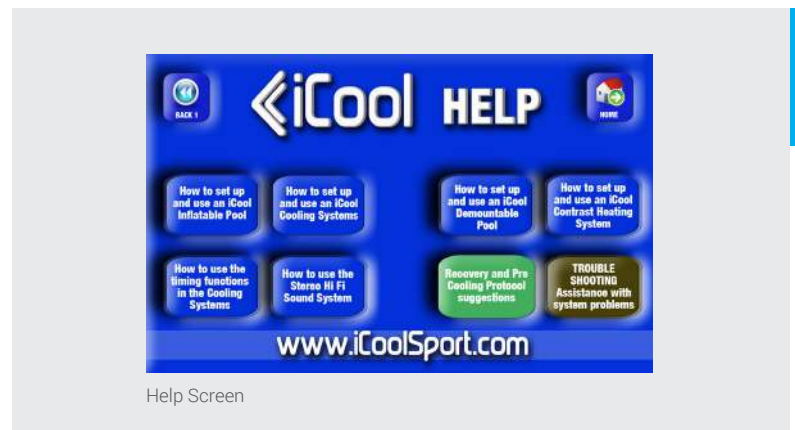 iCool HELP
BACK 1
HOME
How to set up
and use an iCool
Inflatable Pool
How to set up
and use an iCool
Cooling Systems
How to set up
and use an iCool
Demountable
Pool
How to set up
and use an iCool
Contrast Heating
System
How to use the
timing functions
in the Cooling
Systems
How to use the
Stereo Hi Fi
Sound System
Recovery and Pre
Cooling Protocol
suggestions
TROUBLE
SHOOTING
Assistance with
system problems
www.iCoolSport.com
Help Screen